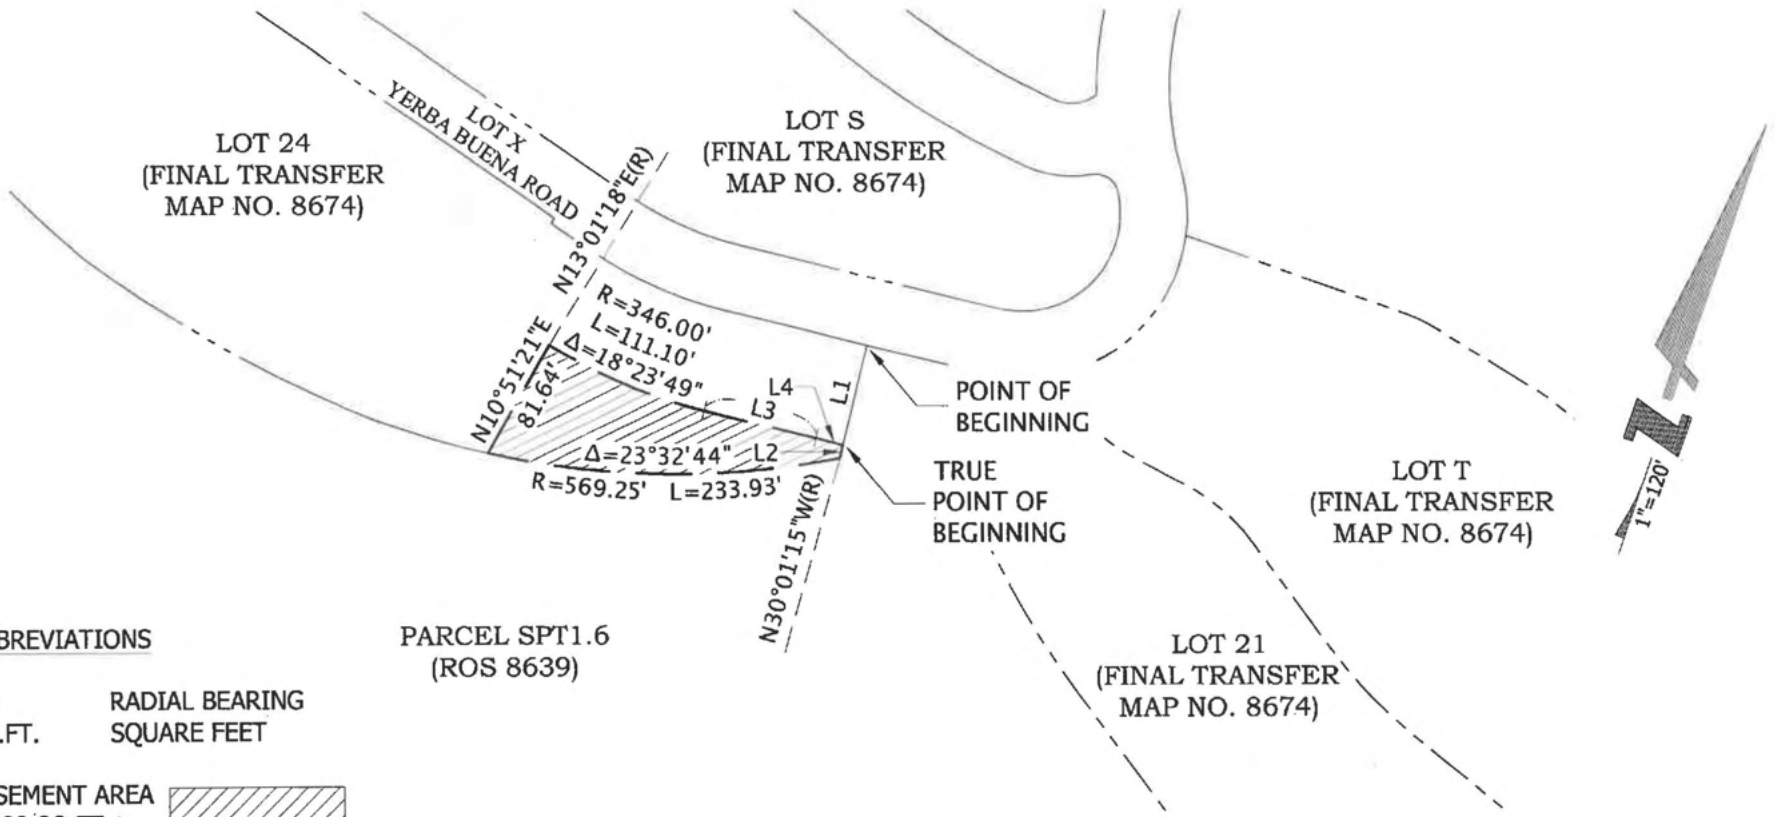 LOT S
(FINAL TRANSFER
MAP NO. 8674)
LOT X
YERBA BUENA ROAD
LOT 24
(FINAL TRANSFER
MAP NO. 8674)
N13°01'18"E(R)
R=346.00'
L=111.10'
Δ=18°23'49"
N10°51'21"E
81.64'
L4
L3
L1
POINT OF
BEGINNING
Δ=23°32'44"
L2
R=569.25'
L=233.93'
TRUE
POINT OF
BEGINNING
N30°01'15"W(R)
LOT T
(FINAL TRANSFER
MAP NO. 8674)
N
1"=120'
PARCEL SPT1.6
(ROS 8639)
LOT 21
(FINAL TRANSFER
MAP NO. 8674)
BREVIATIONS
RADIAL BEARING
.FT. SQUARE FEET
SEMENT AREA